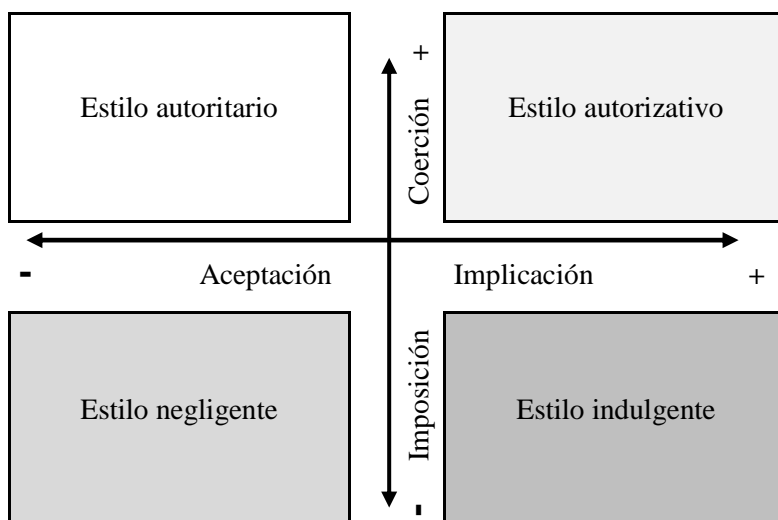 Estilo autoritario
+
Coerción
Estilo autorizativo
-
Aceptación
Implicación
+
Estilo negligente
Imposición
-
Estilo indulgente